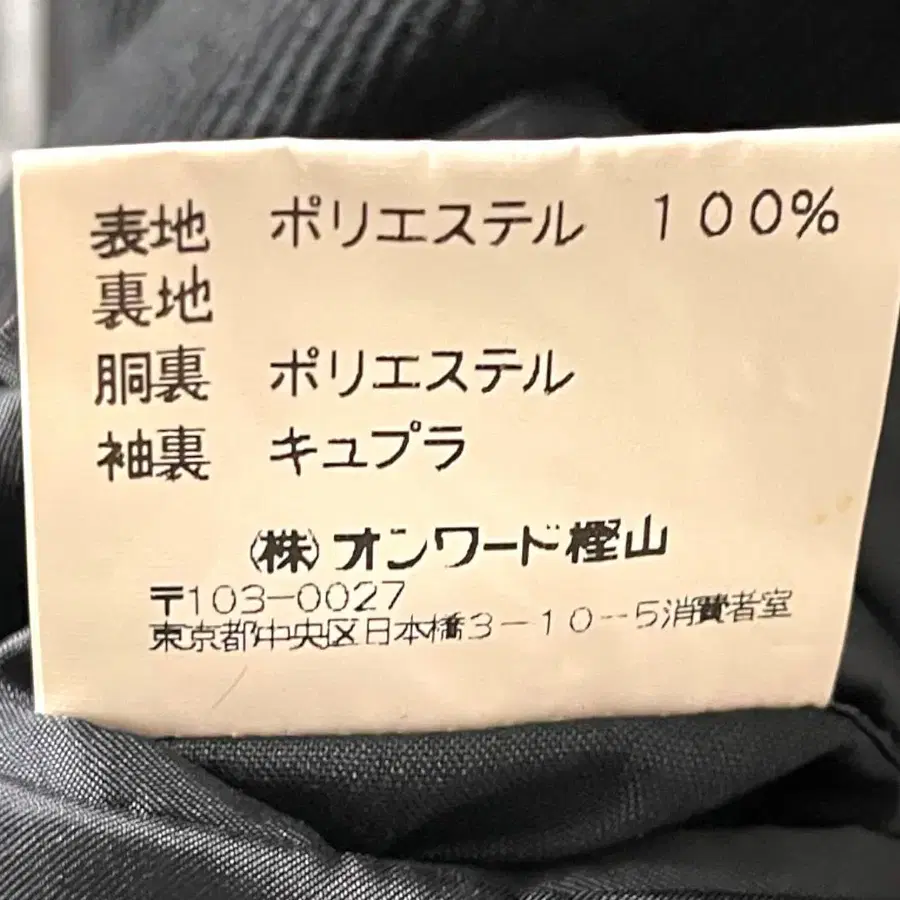 表地 ポリエステル 100%
裏地
胴裏 ポリエステル
袖裏 キュプラ
㈱オンワード樫山
〒103-0027
東京都中央区日本橋3-10-5消費者室